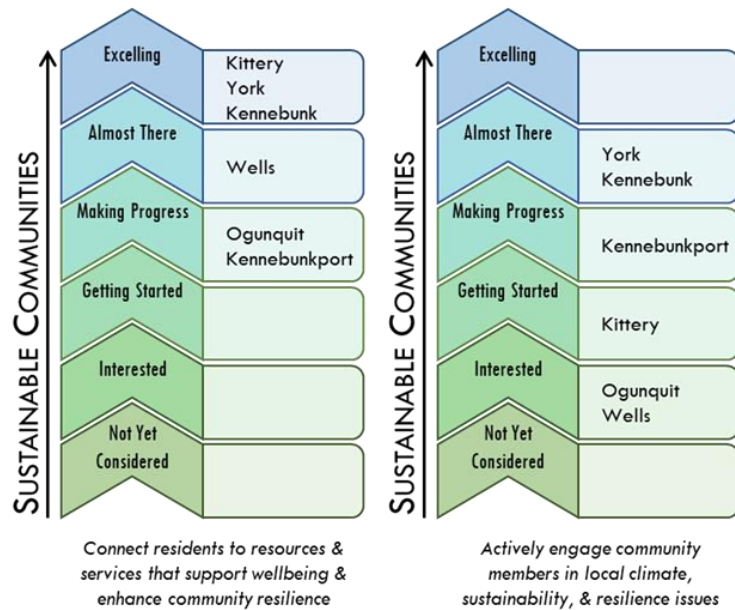 SUSTAINABLE COMMUNITIES
Excelling
Kittery
York
Kennebunk
Almost There
Wells
Making Progress
Ogunquit
Kennebunkport
Getting Started
Interested
Not Yet
Considered
Connect residents to resources &
services that support wellbeing &
enhance community resilience
SUSTAINABLE COMMUNITIES
Excelling
Almost There
York
Kennebunk
Making Progress
Kennebunkport
Getting Started
Kittery
Interested
Ogunquit
Wells
Not Yet
Considered
Actively engage community
members in local climate,
sustainability, & resilience issues